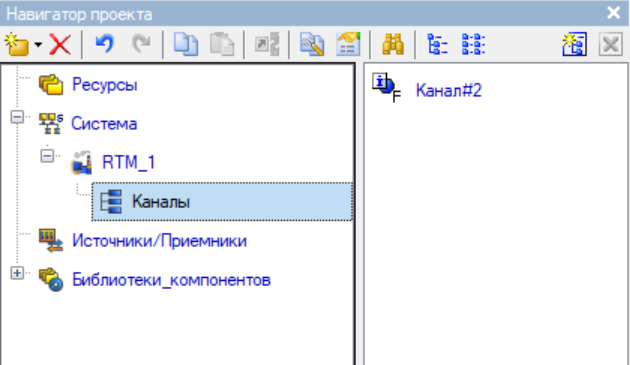 Навигатор проекта
Ресурсы
Система
RTM_1
Каналы
Источники/Приемники
Библиотеки_компонентов
Канал#2